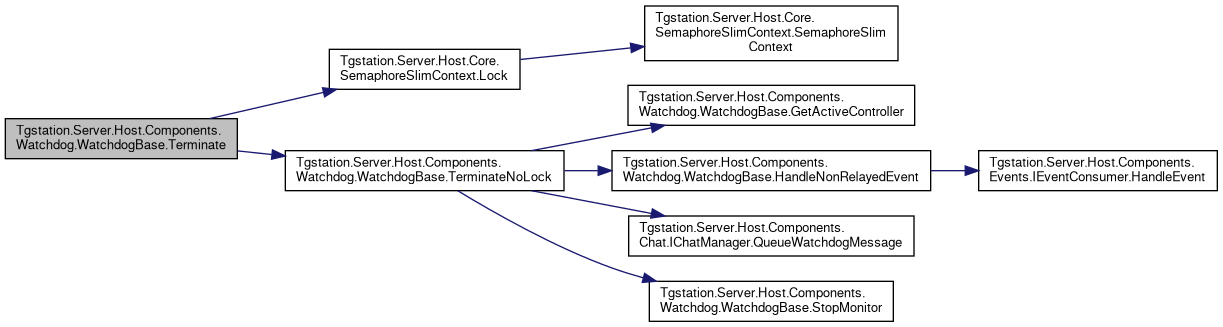 Tgstation.Server.Host.Core.
SemaphoreSlimContext.SemaphoreSlim
Context
Tgstation.Server.Host.Core.
SemaphoreSlimContext.Lock
Tgstation.Server.Host.Components.
Watchdog.WatchdogBase.GetActiveController
Tgstation.Server.Host.Components.
Watchdog.WatchdogBase.Terminate
Tgstation.Server.Host.Components.
Watchdog.WatchdogBase.TerminateNoLock
Tgstation.Server.Host.Components.
Watchdog.WatchdogBase.HandleNonRelayedEvent
Tgstation.Server.Host.Components.
Events.IEventConsumer.HandleEvent
Tgstation.Server.Host.Components.
Chat.IChatManager.QueueWatchdogMessage
Tgstation.Server.Host.Components.
Watchdog.WatchdogBase.StopMonitor